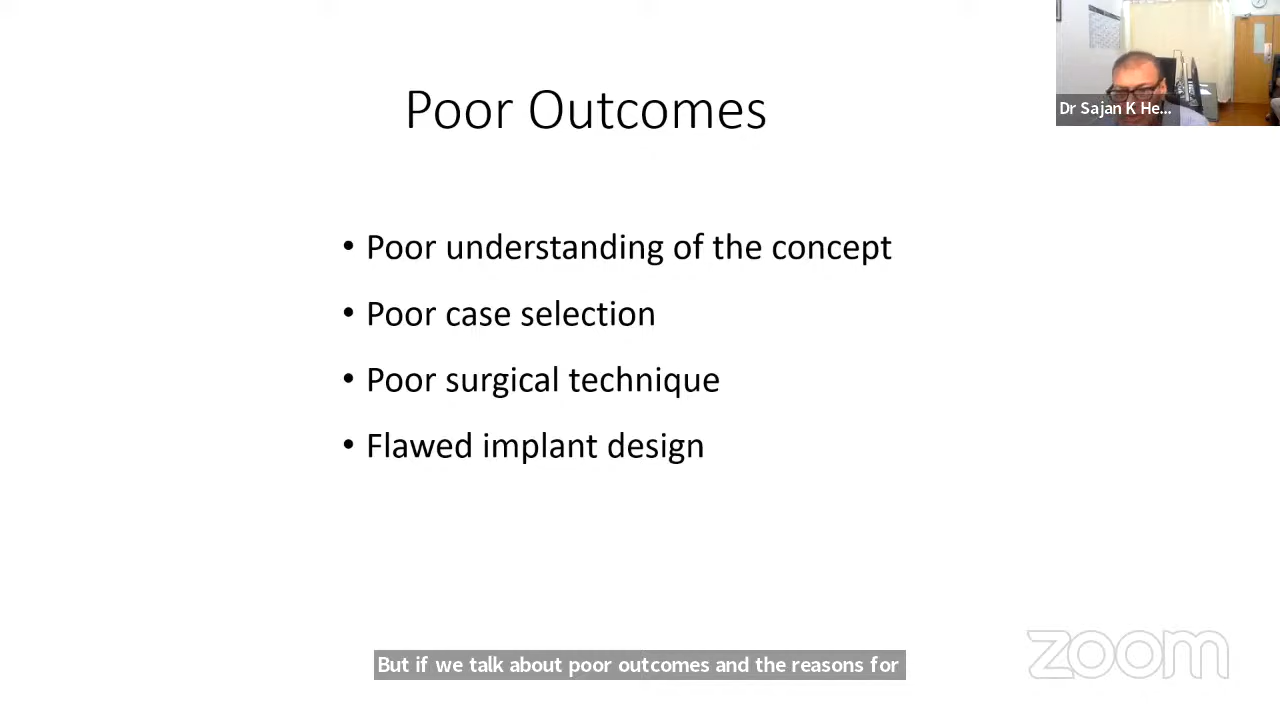 Poor Outcomes
Dr Sajan K He...
• Poor understanding of the concept
• Poor case selection
• Poor surgical technique
• Flawed implant design
But if we talk about poor outcomes and the reasons for
zoom